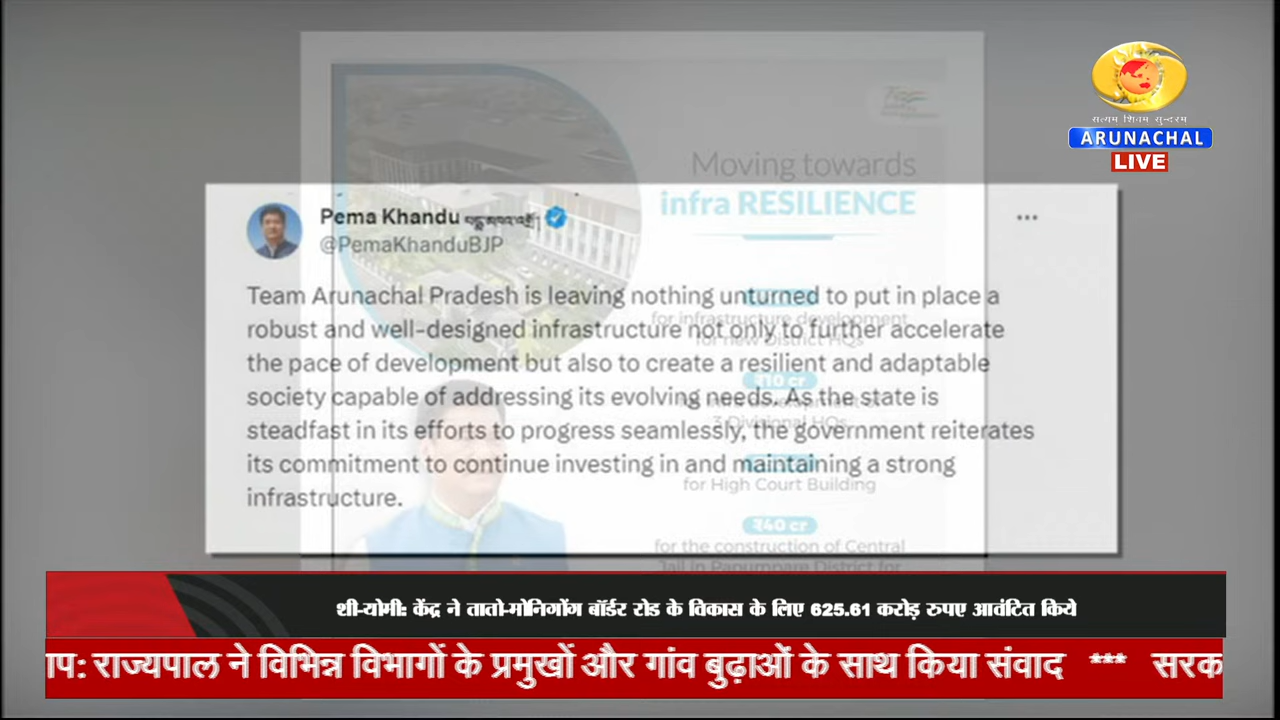 सत्यम शिवम सुन्दरम
ARUNACHAL
LIVE
Moving towards
infra RESILIENCE
Pema Khandu
@PemaKhanduBJP
Team Arunachal Pradesh is leaving nothing unturned to put in place a
robust and well-designed infrastructure not only to further accelerate
the pace of development but also to create a resilient and adaptable
society capable of addressing its evolving needs. As the state is
steadfast in its efforts to progress seamlessly, the government reiterates
its commitment to continue investing in and maintaining a strong
infrastructure.
for infrastructure development
for new District HQs
₹10 cr
3 Divisional HQs
for High Court Building
₹40 cr
for the construction of Central
Jail in Papumpare District for
शी-योमी: केंद्र ने तातो-मोनिगोंग बॉर्डर रोड के विकास के लिए 625.61 करोड़ रुपए आवंटित किये
ाप: राज्यपाल ने विभिन्न विभागों के प्रमुखों और गांव बुढ़ाओं के साथ किया संवाद *** सरक